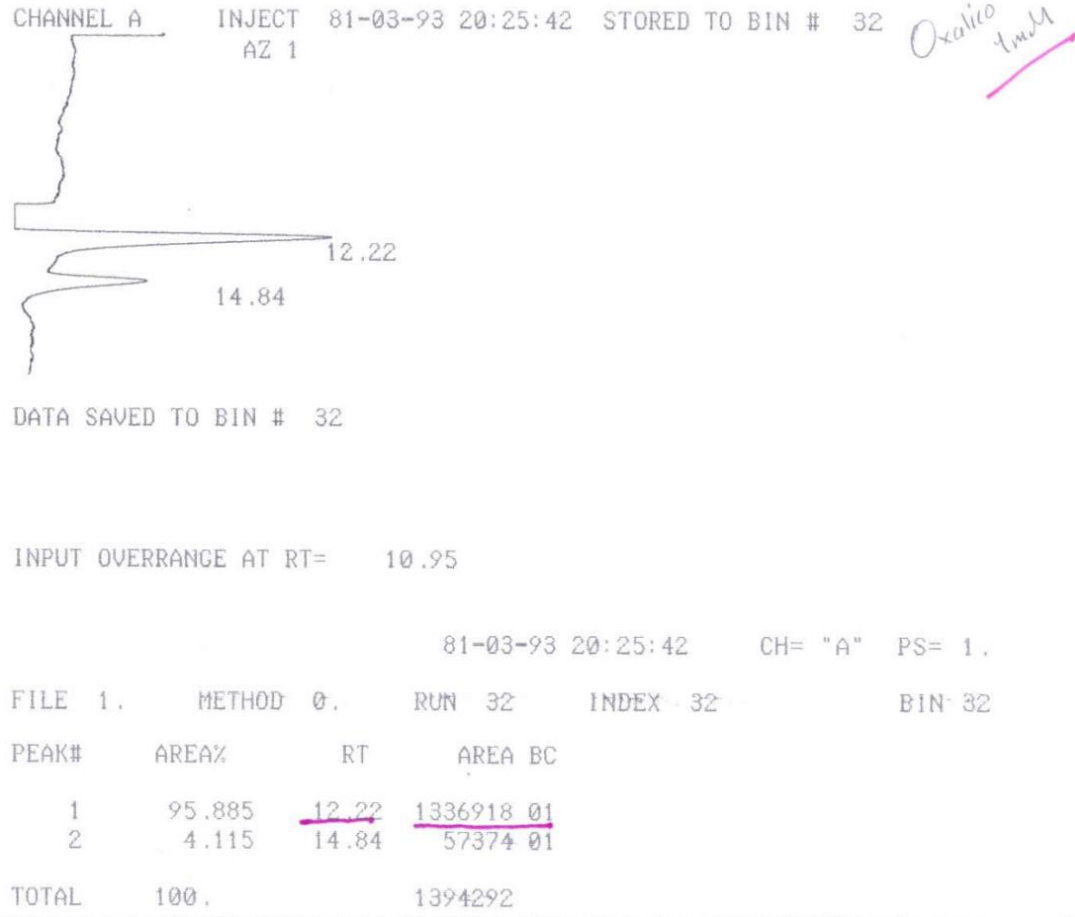 CHANNEL A INJECT 81-03-93 20:25:42 STORED TO BIN # 32
Oxalico
1mM
AZ 1
12.22
14.84
DATA SAVED TO BIN # 32
INPUT OVERRANGE AT RT= 10.95
81-03-93 20:25:42 CH= "A" PS= 1.
FILE 1. METHOD 0. RUN 32 INDEX 32 BIN 32
PEAK# AREA% RT AREA BC
1 95.885 12.22 1336918 01
2 4.115 14.84 57374 01
TOTAL 100. 1394292